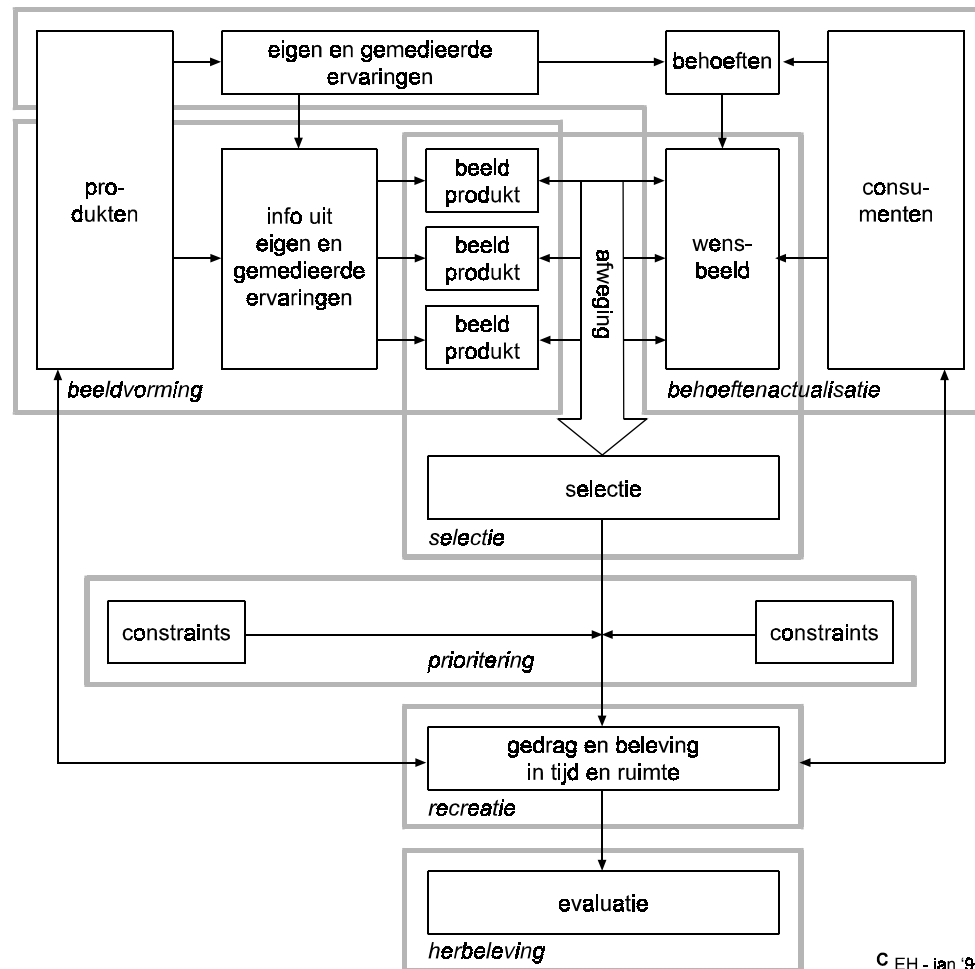 eigen en gemedieerde
ervaringen
behoeften
pro-
dukten
info uit
eigen en
gemedieerde
ervaringen
beeld
produkt
beeld
produkt
beeld
produkt
afweging
wens-
beeld
consu-
menten
beeldvorming
behoeftenactualisatie
selectie
selectie
constraints
constraints
prioritering
gedrag en beleving
in tijd en ruimte
recreatie
evaluatie
herbeleving
C EH - jan '9